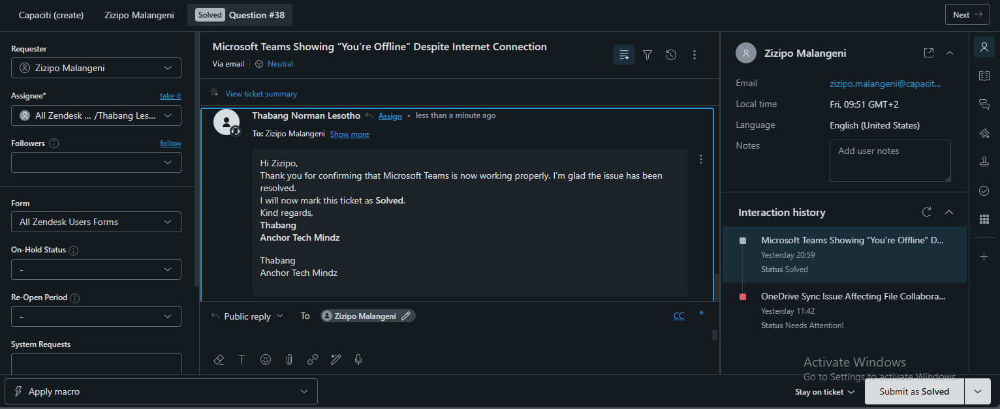 Capaciti (create)
Zizipo Malangeni
Solved Question #38
Next
Requester
Zizipo Malangeni
Assignee*
take it
All Zendesk ... /Thabang Les...
Followers
follow
Form
All Zendesk Users Forms
On-Hold Status
-
Re-Open Period
-
System Requests
Apply macro
Microsoft Teams Showing “You’re Offline” Despite Internet Connection
Via email
Neutral
View ticket summary
Thabang Norman Lesotho Assign • less than a minute ago
To: Zizipo Malangeni Show more
Hi Zizipo,
Thank you for confirming that Microsoft Teams is now working properly. I’m glad the issue has been
resolved.
I will now mark this ticket as Solved.
Kind regards,
Thabang
Anchor Tech Mindz
Thabang
Anchor Tech Mindz
Public reply
To
Zizipo Malangeni
CC
T
Zizipo Malangeni
Email
zizipo.malangeni@capacit...
Local time
Fri, 09:51 GMT+2
Language
English (United States)
Notes
Add user notes
Interaction history
Microsoft Teams Showing “You’re Offline” D...
Yesterday 20:59
Status Solved
OneDrive Sync Issue Affecting File Collabora...
Yesterday 11:42
Status Needs Attention!
Activate Windows
Go to Settings to activate Windows.
Stay on ticket
Submit as Solved